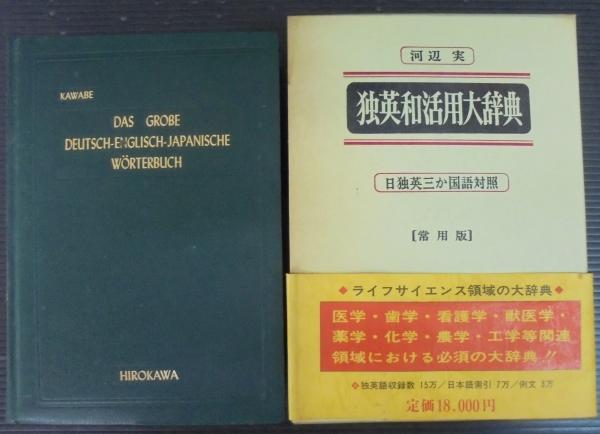 KAWABE
DAS GROBE
DEUTSCH-ENGLISCH-JAPANISCHE
WÖRTERBUCH
HIROKAWA
河辺 実
独英和活用大辞典
日独英三か国語対照
［常用版］
◆ライフサイエンス領域の大辞典◆
医学・歯学・看護学・獣医学・
薬学・化学・農学・工学等関連
領域における必須の大辞典!!
独英語収録数 15万／日本語索引 7万／例文 3万
定価18.000円